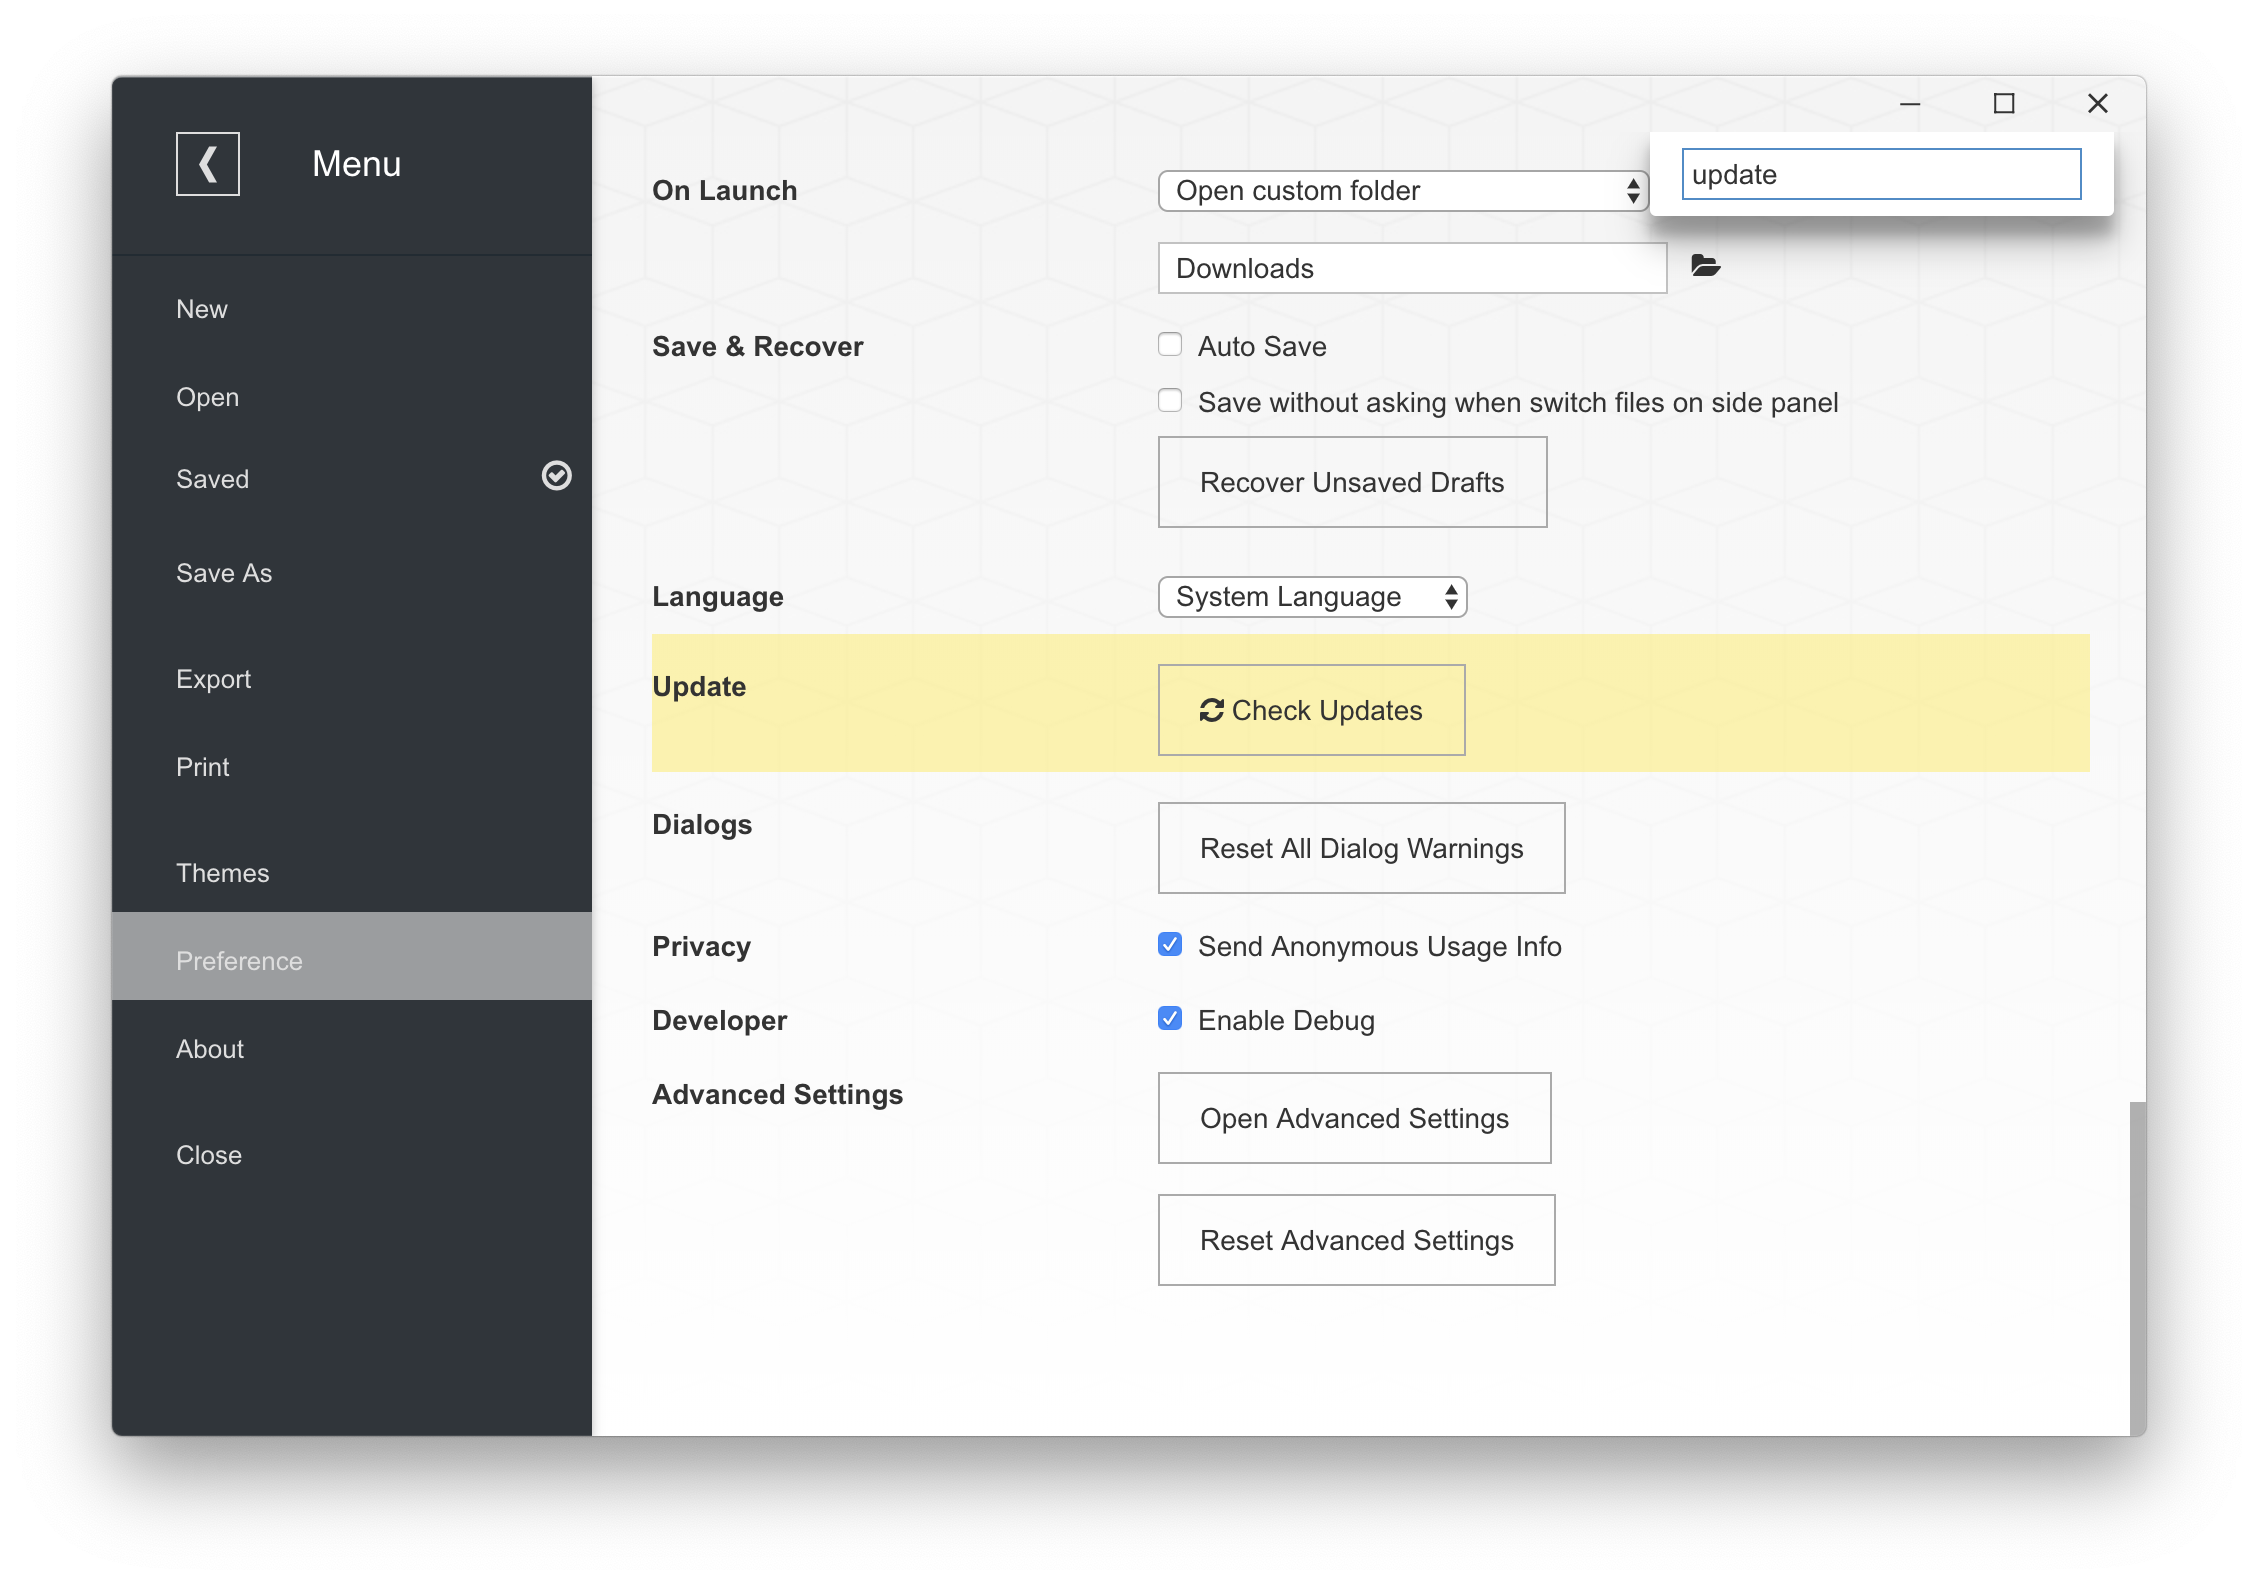 Menu
New
Open
Saved
Save As
Export
Print
Themes
Preference
About
Close
update
On Launch
Open custom folder
Downloads
Save & Recover
Auto Save
Save without asking when switch files on side panel
Recover Unsaved Drafts
Language
System Language
Update
Check Updates
Dialogs
Reset All Dialog Warnings
Privacy
Send Anonymous Usage Info
Developer
Enable Debug
Advanced Settings
Open Advanced Settings
Reset Advanced Settings